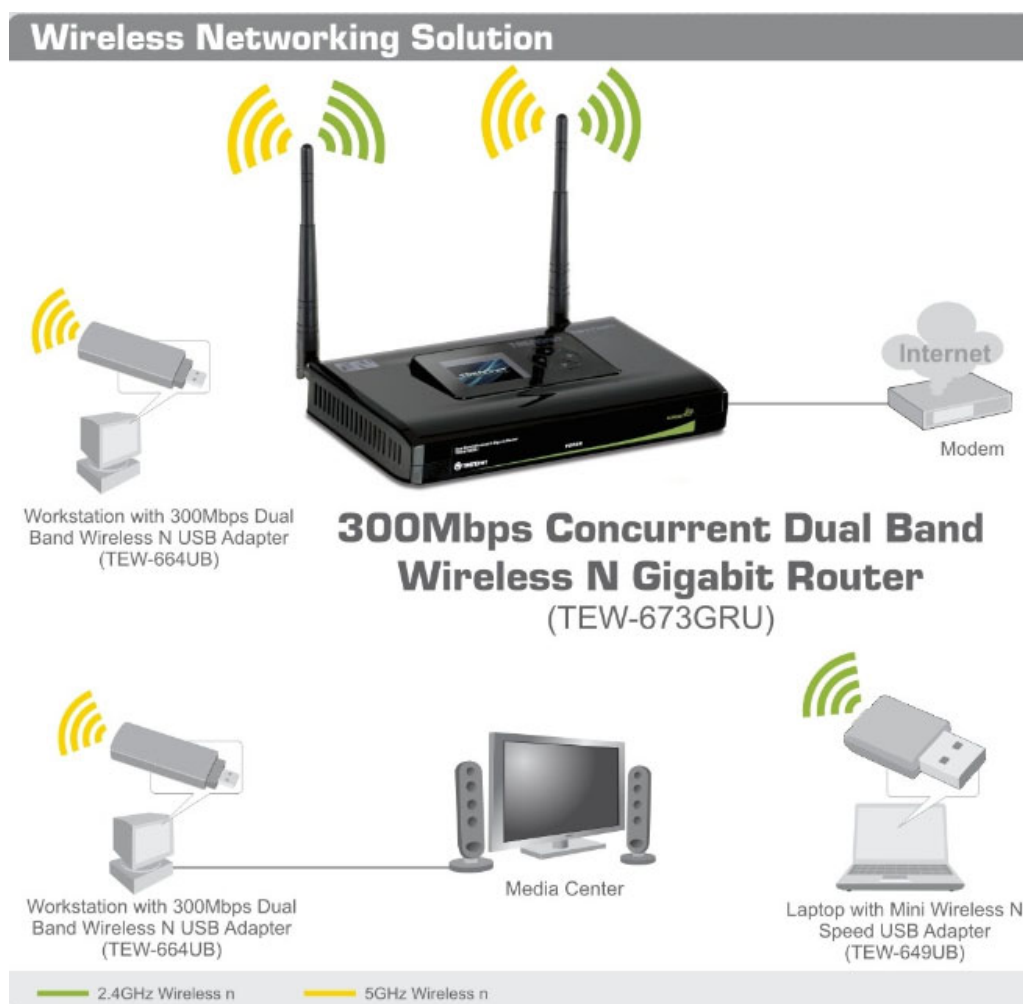 Wireless Networking Solution
Internet
Modem
Workstation with 300Mbps Dual
Band Wireless N USB Adapter
(TEW-664UB)
POWER
TRENDNET
300Mbps Concurrent Dual Band
Wireless N Gigabit Router
(TEW-673GRU)
Workstation with 300Mbps Dual
Band Wireless N USB Adapter
(TEW-664UB)
Media Center
Laptop with Mini Wireless N
Speed USB Adapter
(TEW-649UB)
2.4GHz Wireless n
5GHz Wireless n